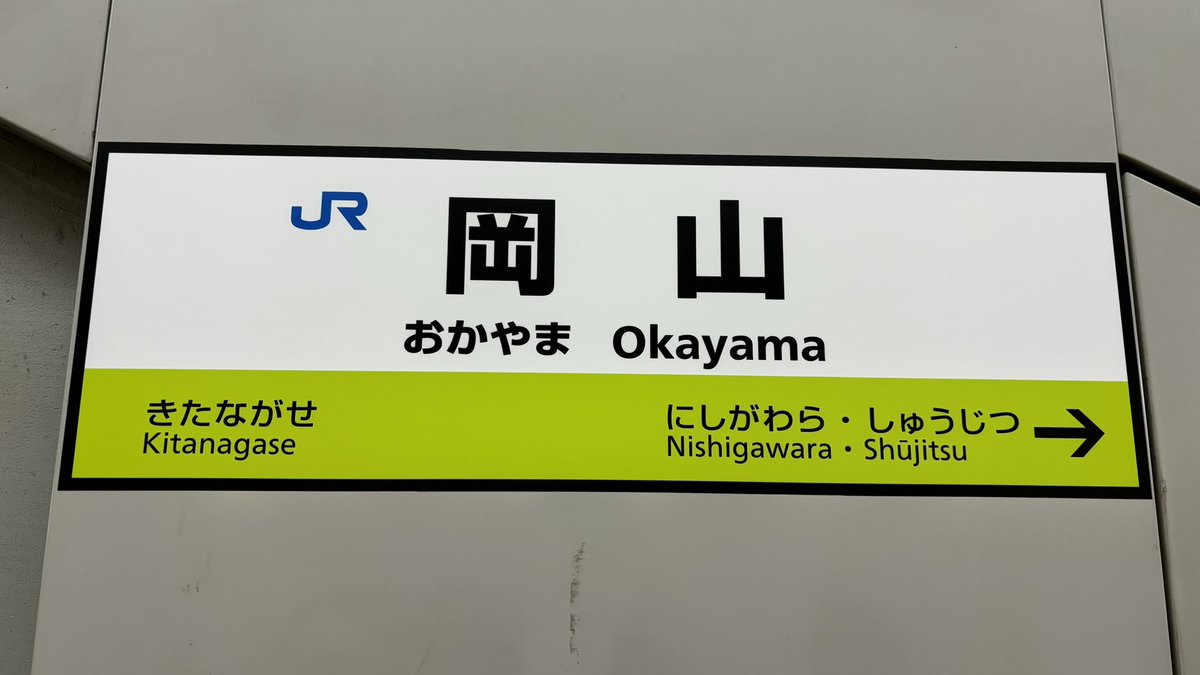 JR 岡山
おかやま Okayama
きたながせ にしがわら・しゅうじつ →
Kitanagase Nishigawara・Shūjitsu